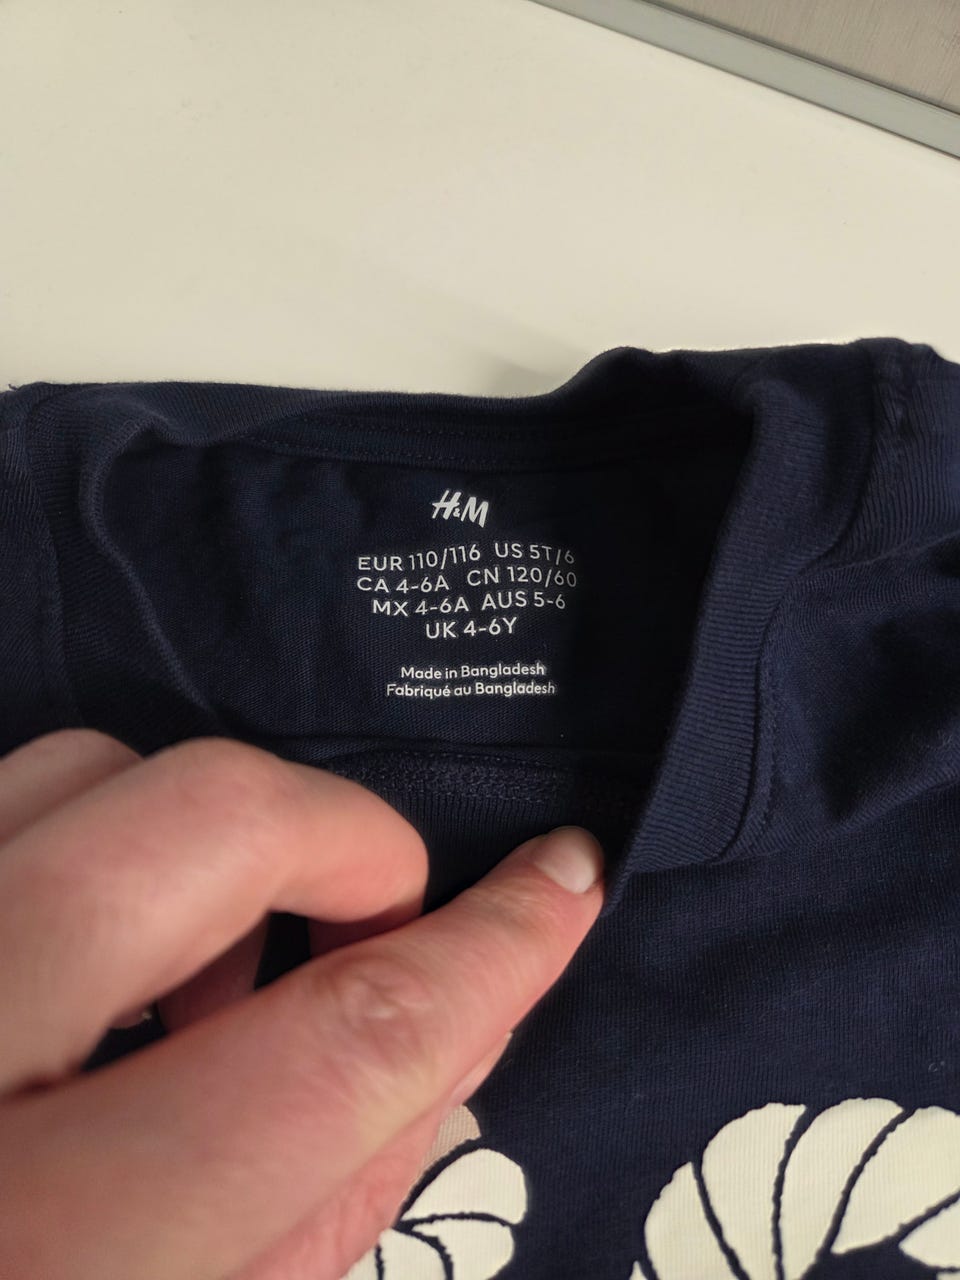 H&M
EUR 110/116 US 5T/6
CA 4-6A CN 120/60
MX 4-6A AUS 5-6
UK 4-6Y
Made in Bangladesh
Fabriqué au Bangladesh